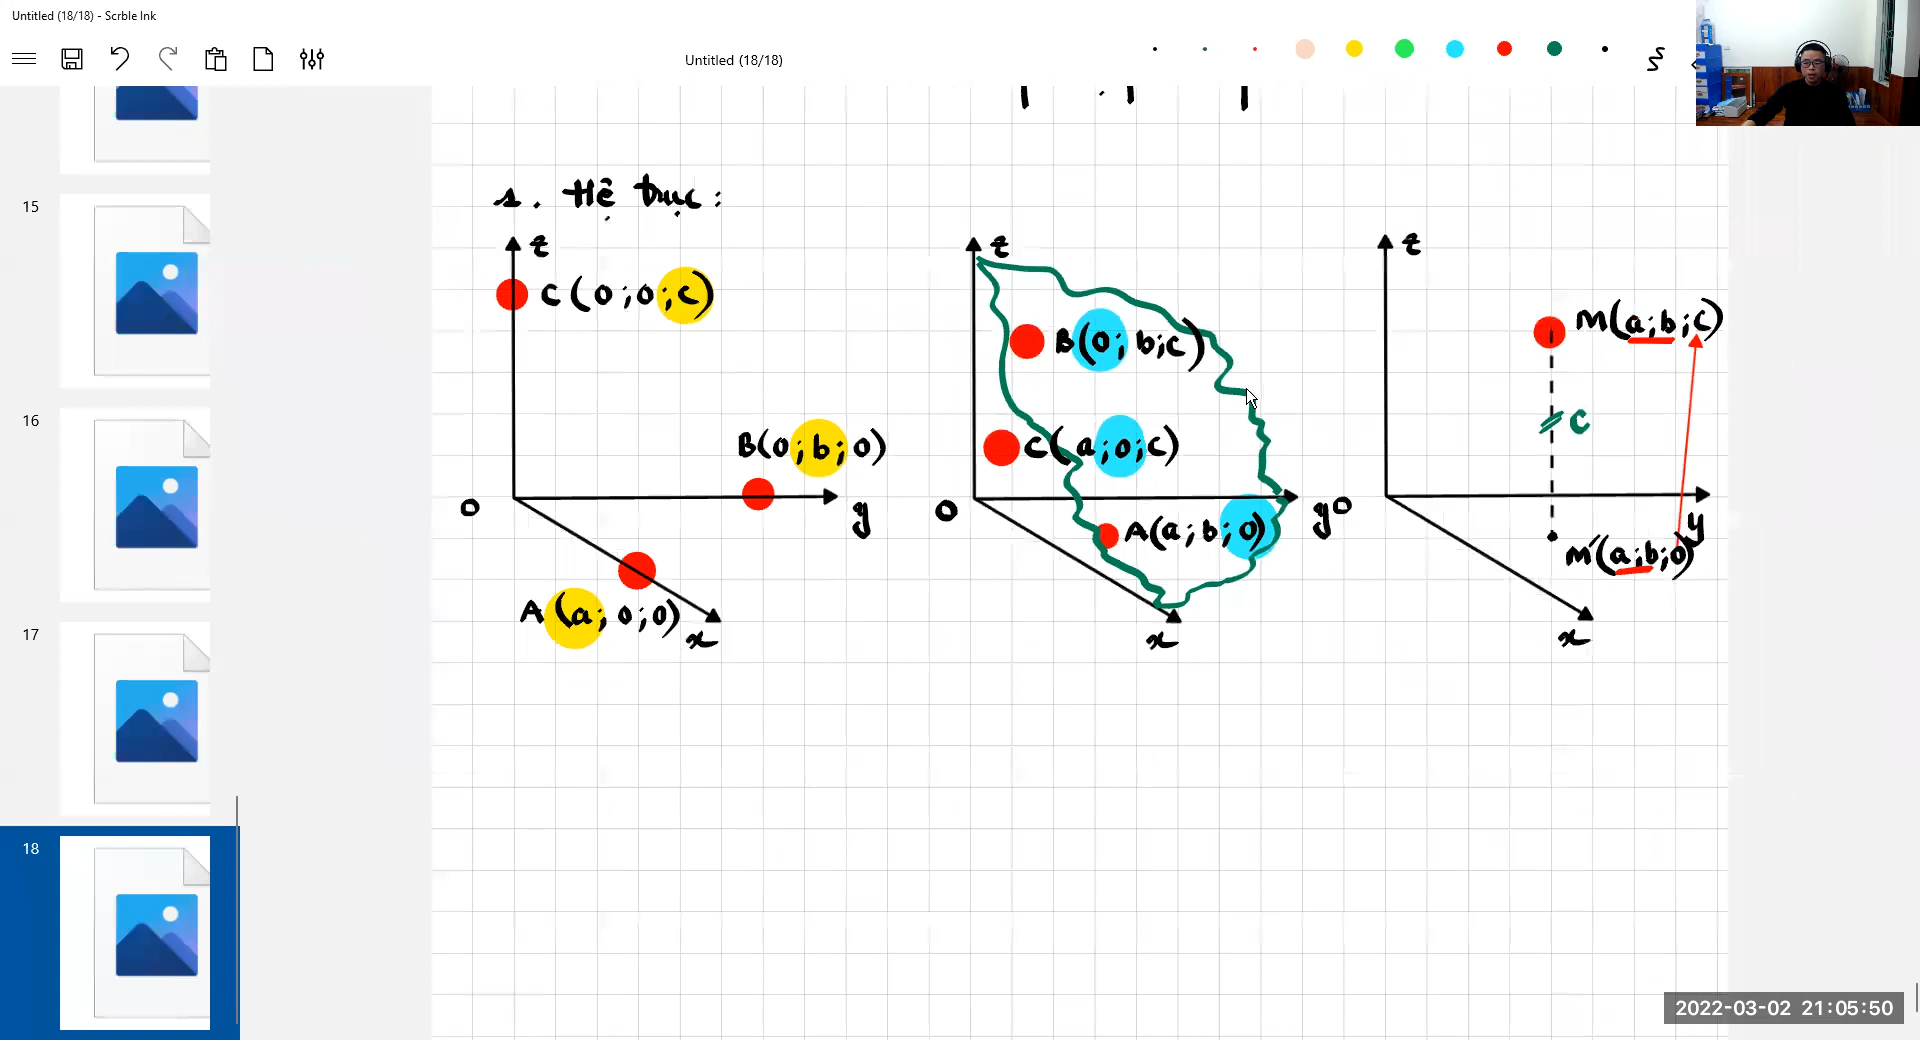 Untitled (18/18) - Scrble Ink
Untitled (18/18)
15
16
17
18
1. Hệ trục:
z
C(0;0;c)
B(0;b;0)
O
y
A(a;0;0)
x
z
B(0;b;c)
C(a;0;c)
O
y
A(a;b;0)
x
z
M(a;b;c)
c
O
y
M'(a;b;0)
x
2022-03-02 21:05:50